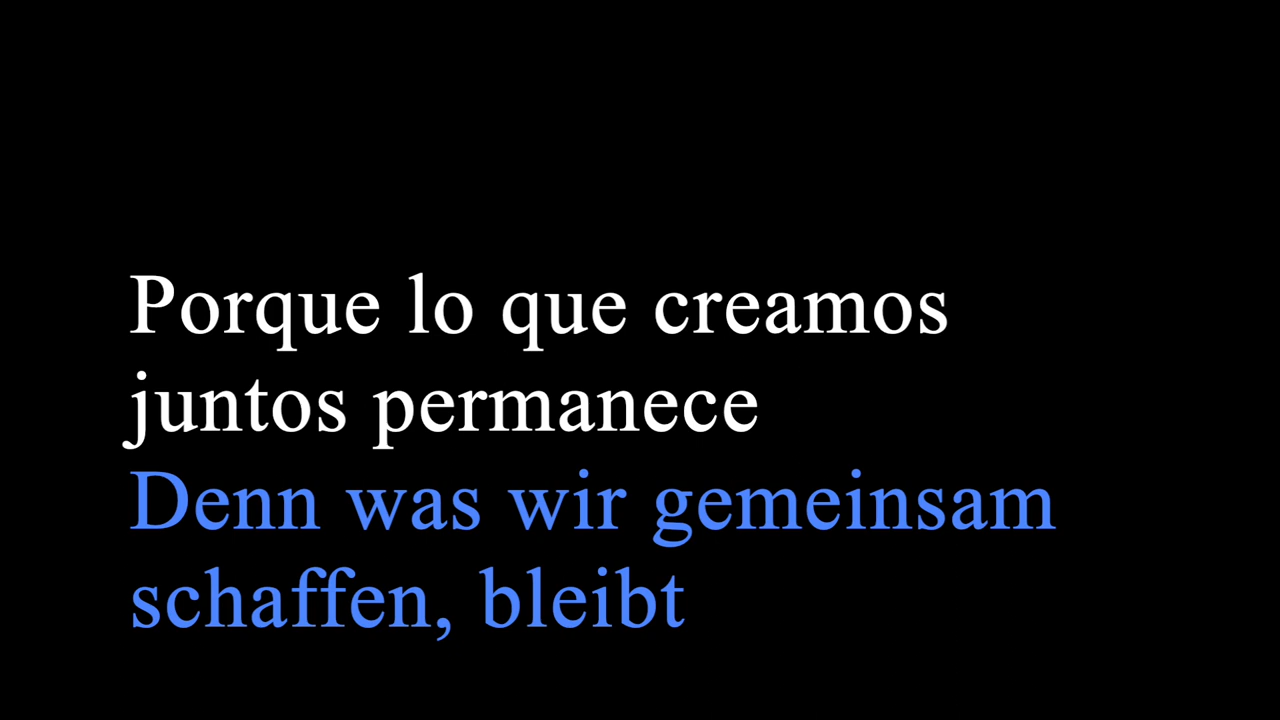 Porque lo que creamos
juntos permanece
Denn was wir gemeinsam
schaffen, bleibt